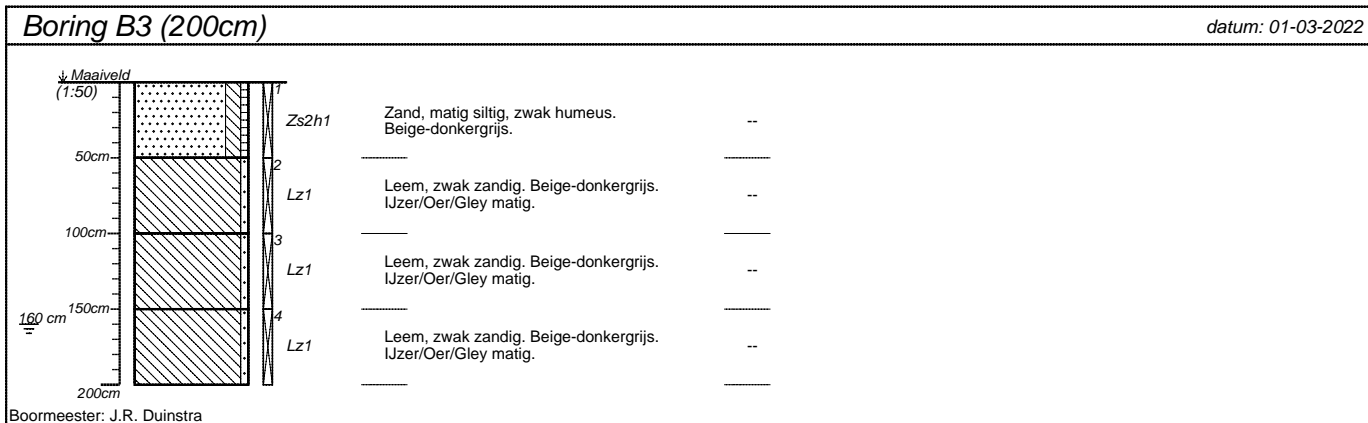 Boring B3 (200cm)
datum: 01-03-2022
Maaiveld
(1:50)
1
Zs2h1
Zand, matig siltig, zwak humeus.
Beige-donkergrijs.
--
50cm
2
Lz1
Leem, zwak zandig. Beige-donkergrijs.
IJzer/Oer/Gley matig.
--
100cm
3
Lz1
Leem, zwak zandig. Beige-donkergrijs.
IJzer/Oer/Gley matig.
--
150cm
160 cm
4
Lz1
Leem, zwak zandig. Beige-donkergrijs.
IJzer/Oer/Gley matig.
--
200cm
Boormeester: J.R. Duinstra